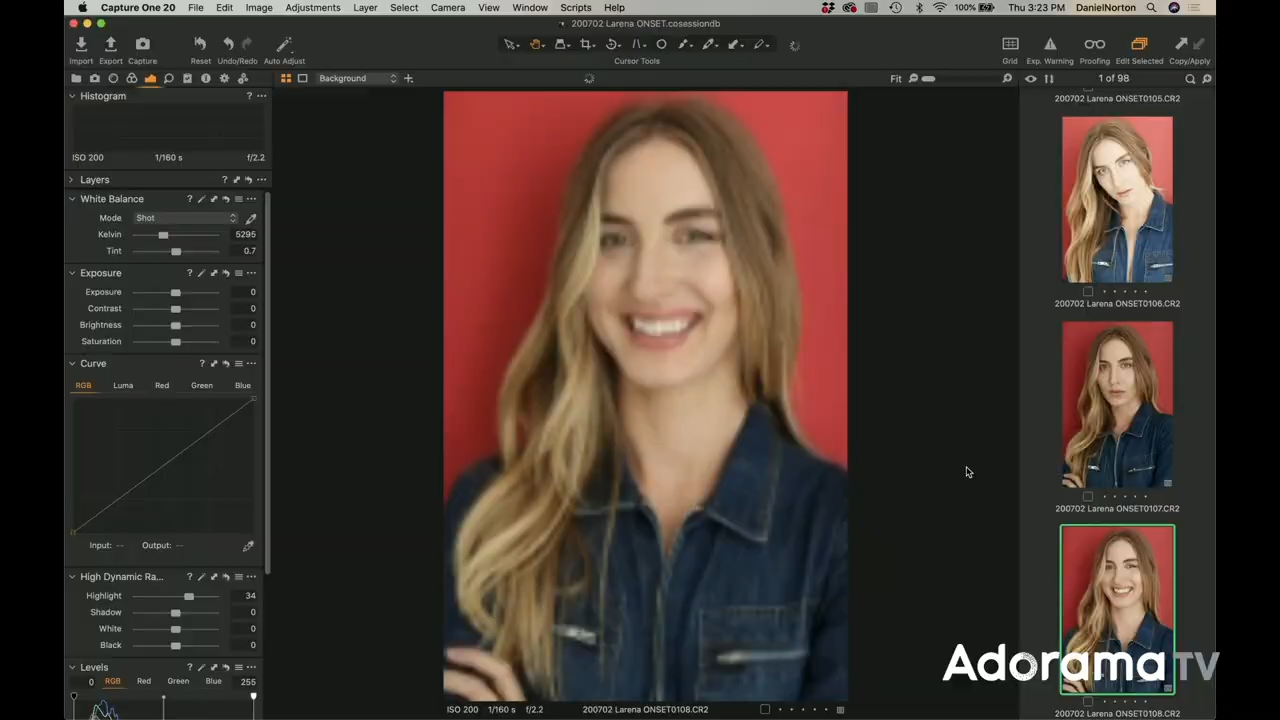 Capture One 20 File Edit View Image Adjustments Layer Select Camera View Window Scripts Help 100% Thu 3:23 PM DanielNorton
200702 Larena ONSET.cosessiondb
Import Export Capture Reset Undo/Redo Auto Adjust Cursor Tools Grid Exp. Warning Proofing Edit Selected Copy/Apply
Background Fit 1 of 98
Histogram ?
ISO 200 1/160 s f/2.2
Layers ?
White Balance ?
Mode Shot
Kelvin 5295
Tint 0.7
Exposure ?
Exposure 0
Contrast 0
Brightness 0
Saturation 0
Curve ?
RGB Luma Red Green Blue
Input: -- Output: --
High Dynamic Ra... ?
Highlight 34
Shadow 0
White 0
Black 0
Levels ?
0 RGB Red Green Blue 255
ISO 200 1/160 s f/2.2 200702 Larena ONSET0108.CR2
200702 Larena ONSET0105.CR2
200702 Larena ONSET0106.CR2
200702 Larena ONSET0107.CR2
200702 Larena ONSET0108.CR2
Adorama TV